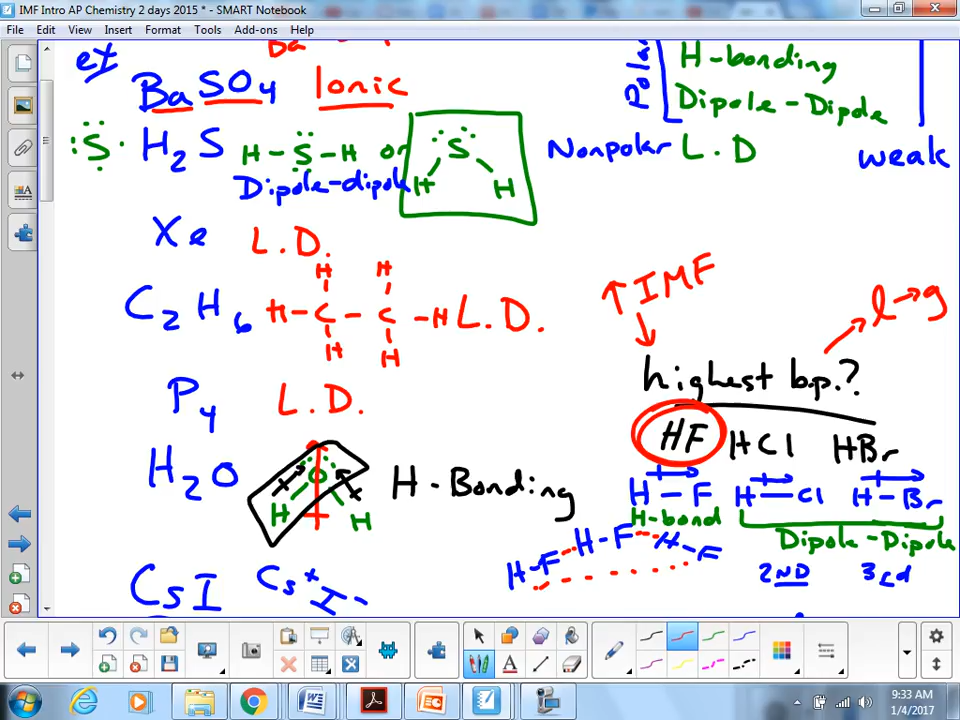 IMF Intro AP Chemistry 2 days 2015 * - SMART Notebook
File Edit View Insert Format Tools Add-ons Help
ex
BaSO4 Ionic
H-bonding
Dipole-Dipole
weak
S H2S H-S-H or
S
H H
Nonpolar L.D
Dipole-dipole
Xe L.D.
H H
C2H6 H-C-C-H L.D.
H H
P4 L.D.
H2O
O
H H
H-Bonding
CsI Cs+ I-
↑IMF
l→g
highest b.p.?
HF HCl HBr
H-F H-Cl H-Br
H-bond Dipole-Dipole
H-F H-F H-F
2ND 3rd
9:33 AM
1/4/2017